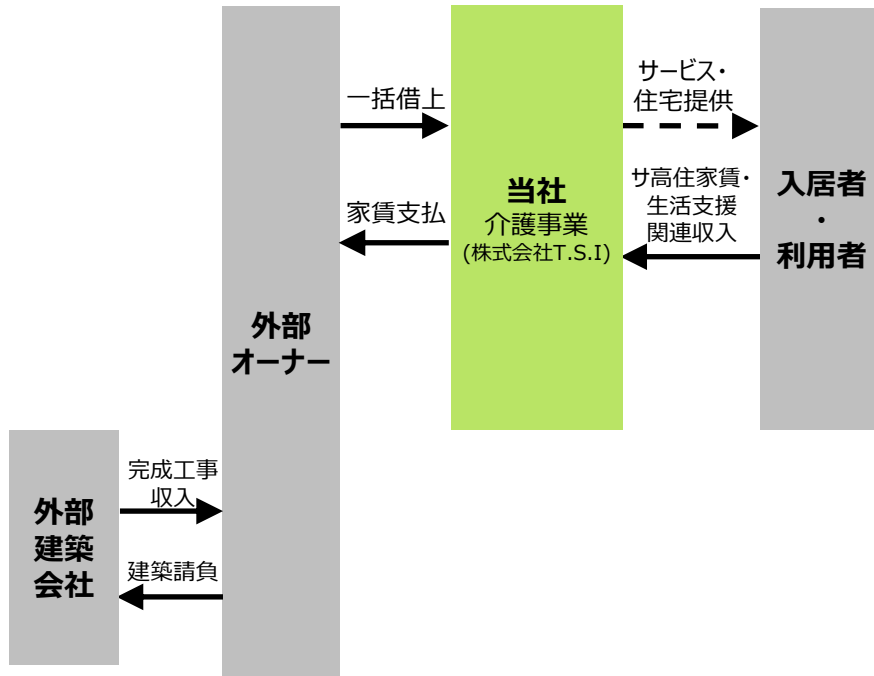 一括借上
家賃支払
サービス・
住宅提供
サ高住家賃・
生活支援
関連収入
当社
介護事業
(株式会社T.S.I)
入居者
・
利用者
外部
オーナー
完成工事
収入
建築請負
外部
建築
会社